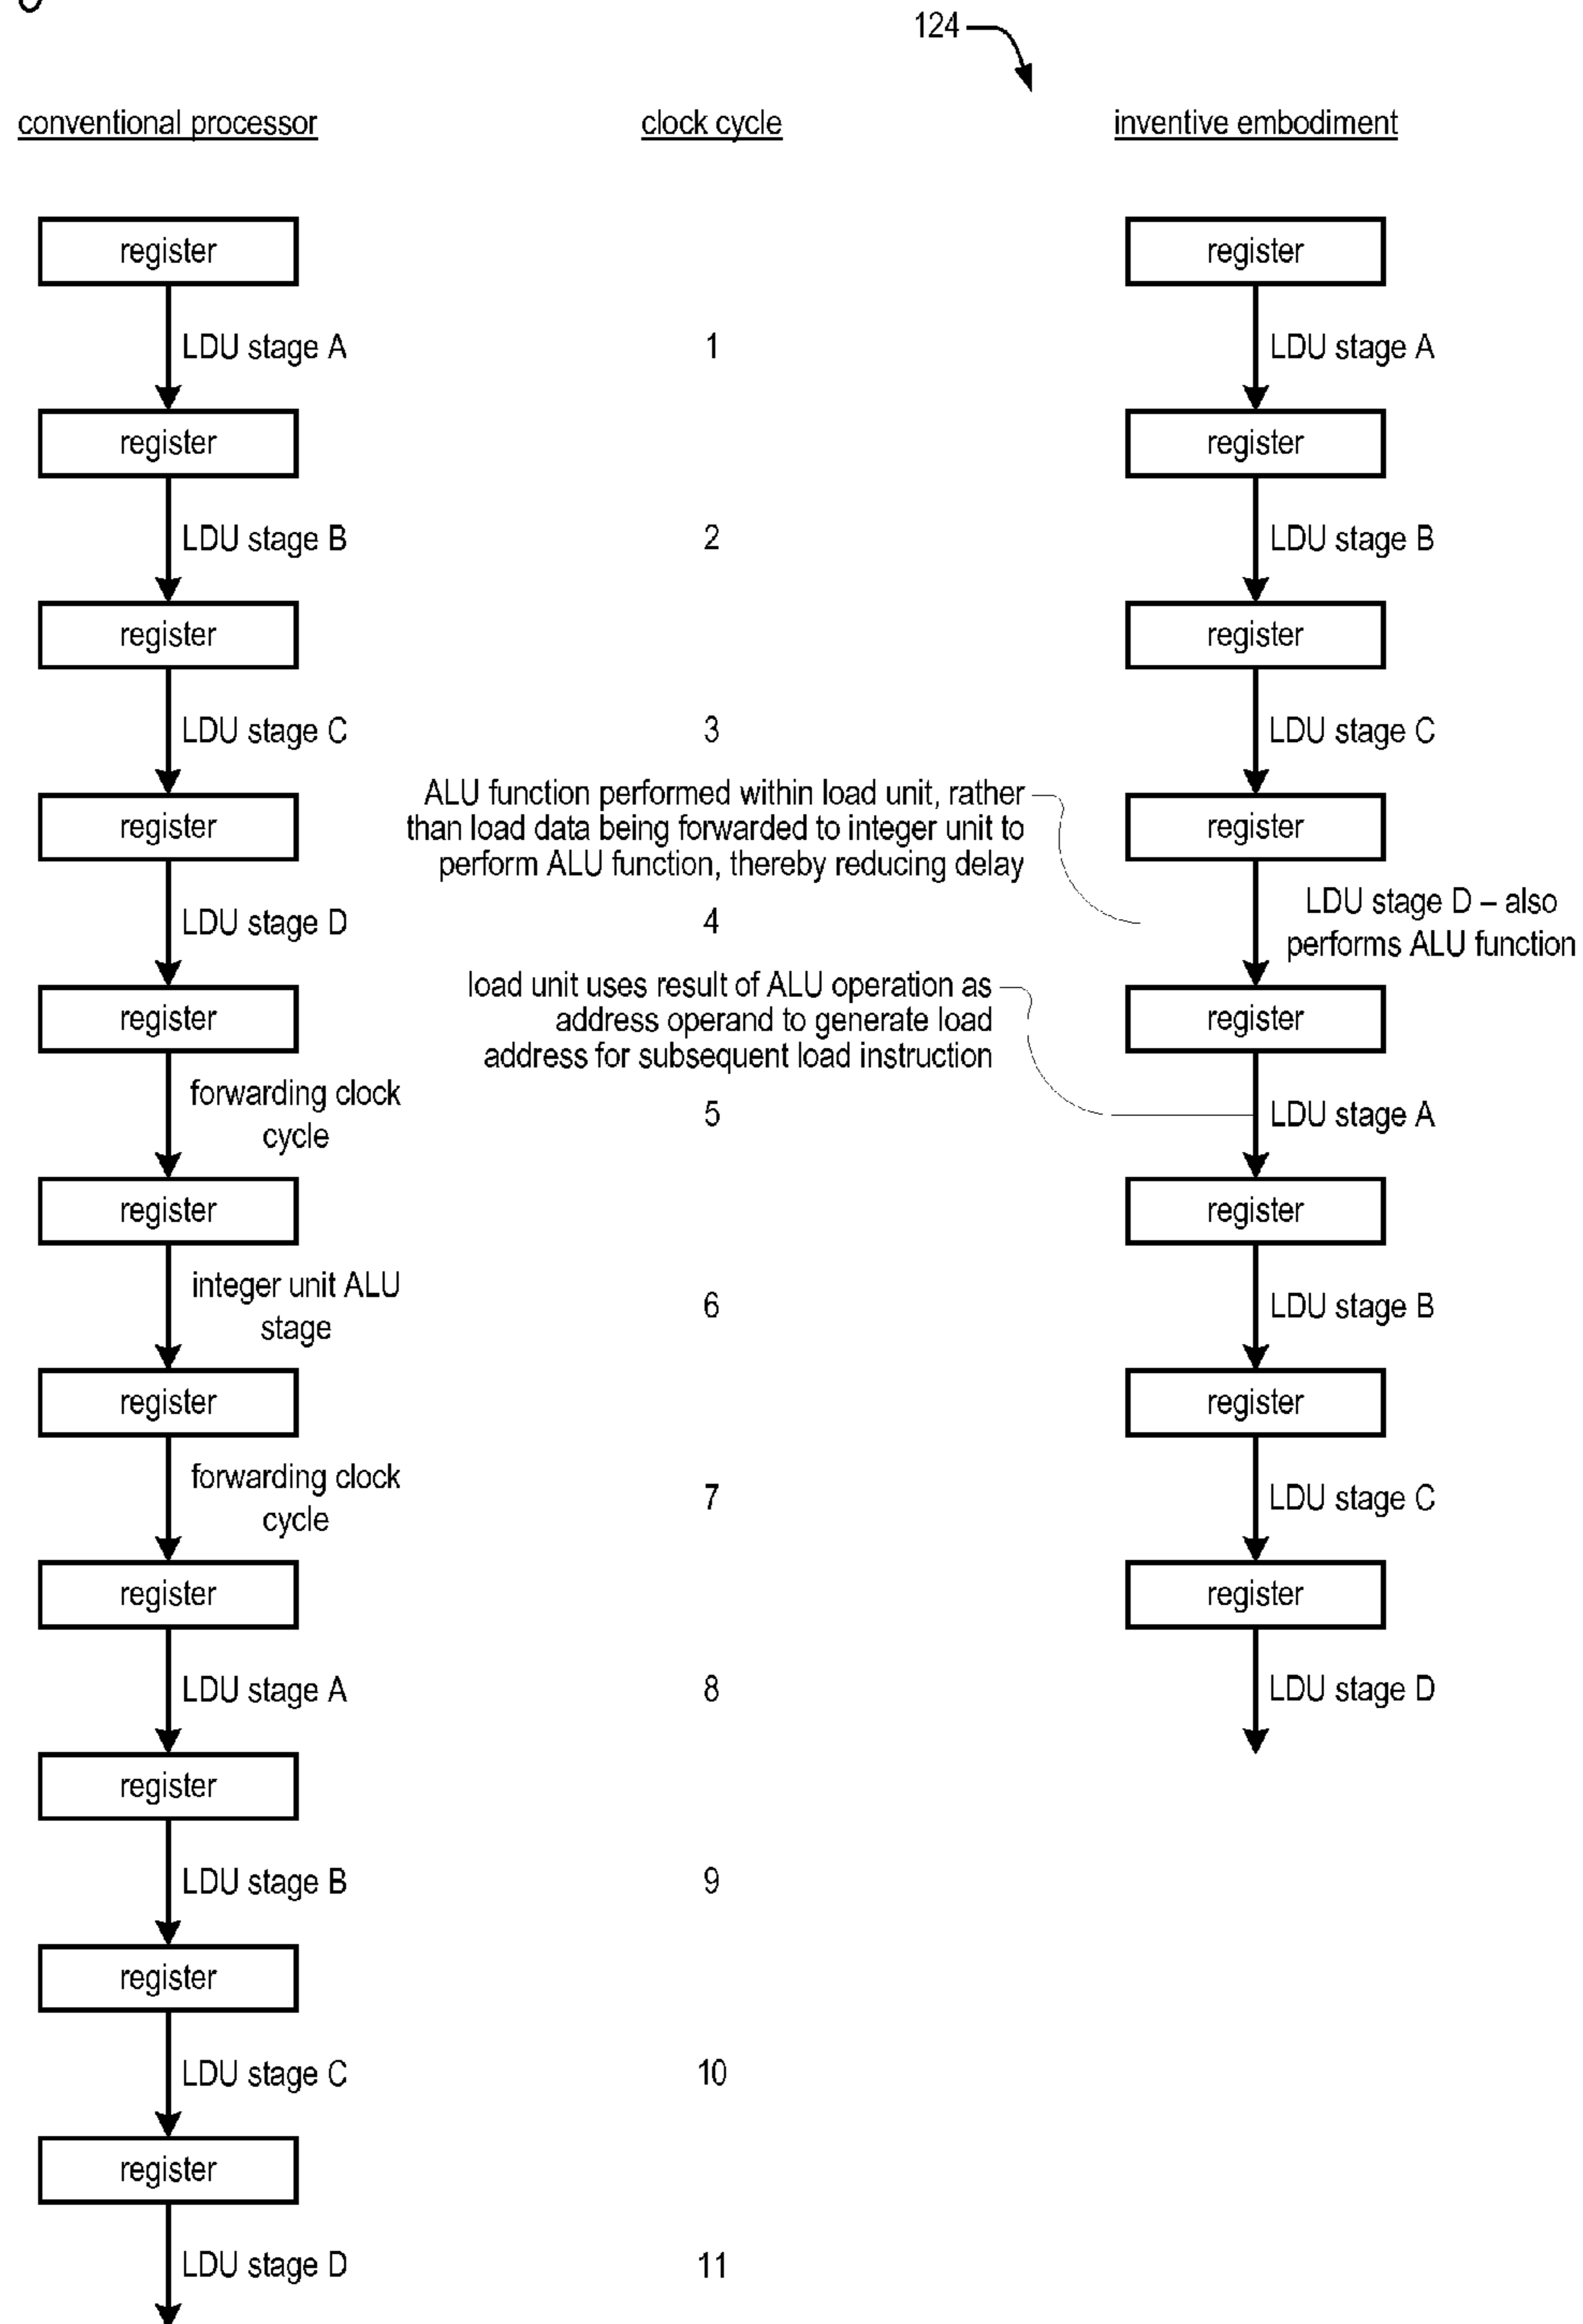 124
conventional processor
clock cycle
inventive embodiment
register
register
LDU stage A
1
LDU stage A
register
register
LDU stage B
2
LDU stage B
register
register
LDU stage C
3
LDU stage C
ALU function performed within load unit, rather
than load data being forwarded to integer unit to
perform ALU function, thereby reducing delay
register
register
LDU stage D
4
LDU stage D – also
performs ALU function
load unit uses result of ALU operation as
address operand to generate load
address for subsequent load instruction
register
register
forwarding clock
cycle
5
LDU stage A
register
register
integer unit ALU
stage
6
LDU stage B
register
register
forwarding clock
cycle
7
LDU stage C
register
register
LDU stage A
8
LDU stage D
register
LDU stage B
9
register
LDU stage C
10
register
LDU stage D
11